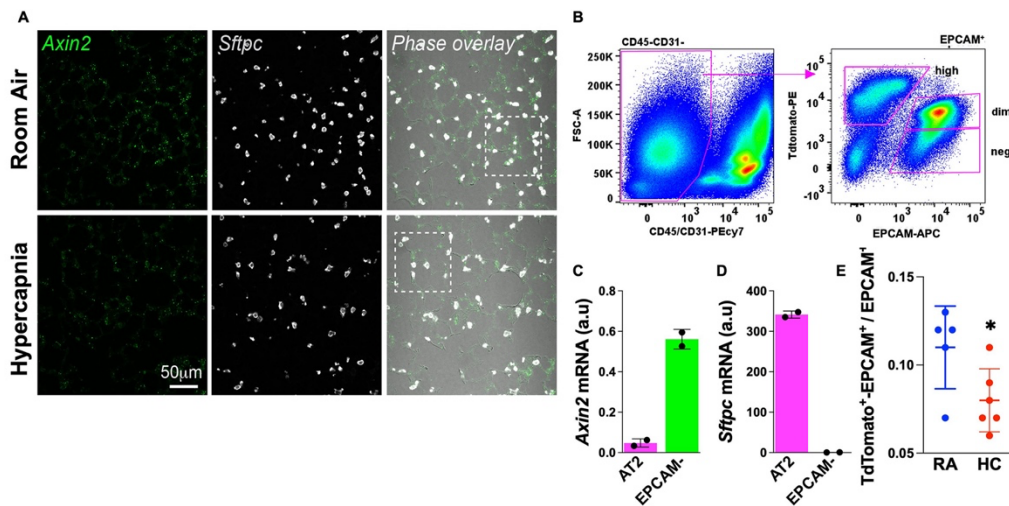 A
Axin2
Sftpc
Phase overlay
Room Air
Hypercapnia
50μm
B
CD45-CD31-
250K
200K
150K
100K
50K
0
FSC-A
0
10³
10⁴
10⁵
CD45/CD31-PEcy7
EPCAM⁺
high
dim
neg
10⁵
10⁴
10³
0
-10³
Tdtomato-PE
0
10³
10⁴
10⁵
EPCAM-APC
C
0.8
0.6
0.4
0.2
0.0
Axin2 mRNA (a.u)
AT2
EPCAM-
D
400
300
200
100
0
Sftpc mRNA (a.u)
AT2
EPCAM-
E
0.15
0.10
0.05
TdTomato⁺-EPCAM⁺ / EPCAM⁺
*
RA
HC